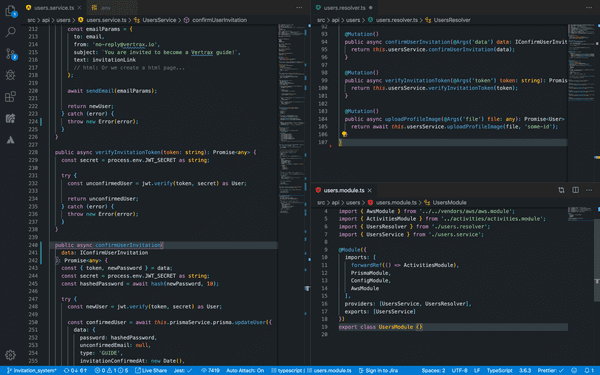 users.service.ts ×
.env
src > api > users > users.service.ts > UsersService > confirmUserInvitation
212 const emailParams = {
213 to: email,
214 from: 'no-reply@vertrax.io',
215 subject: `You are invited to become a Vertrax guide!`,
216 text: invitationLink
217 // html: Or we create a html page...
218 };
219
220 await sendEmail(emailParams);
221
222 return newUser;
223 } catch (error) {
224 throw new Error(error);
225 }
226 }
227
228 public async verifyInvitationToken(token: string): Promise<any> {
229 const secret = process.env.JWT_SECRET as string;
230
231 try {
232 const unconfirmedUser = jwt.verify(token, secret) as User;
233
234 return unconfirmedUser;
235 } catch (error) {
236 throw new Error(error);
237 }
238 }
239
240 public async confirmUserInvitation(
241 data: IConfirmUserInvitation
242 ): Promise<any> {
243 const { token, newPassword } = data;
244 const secret = process.env.JWT_SECRET as string;
245 const hashedPassword = await hash(newPassword, 10);
246
247 try {
248 const newUser = jwt.verify(token, secret) as User;
249
250 const confirmedUser = await this.prismaService.prisma.updateUser({
251 data: {
252 password: hashedPassword,
253 unconfirmedEmail: null,
254 type: 'GUIDE',
255 invitationConfirmedAt: new Date(),
users.resolver.ts
src > api > users > users.resolver.ts > UsersResolver
93 @Mutation()
94 public async confirmUserInvitation(@Args('data') data: IConfirmUserInv
95 return this.usersService.confirmUserInvitation(data);
96 }
97
98 @Mutation()
99 public async verifyInvitationToken(@Args('token') token: string): Prom
100 return this.usersService.verifyInvitationToken(token);
101 }
102
103 @Mutation()
104 public async uploadProfileImage(@Args('file') file: any): Promise<User>
105 return await this.usersService.uploadProfileImage(file, 'some-id');
106 }
107 }
users.module.ts ×
src > api > users > users.module.ts > UsersModule
4 import { AwsModule } from '../../vendors/aws/aws.module';
5 import { ActivitiesModule } from '../activities/activities.module';
6 import { UsersResolver } from './users.resolver';
7 import { UsersService } from './users.service';
8
9 @Module({
10 imports: [
11 forwardRef(() => ActivitiesModule),
12 PrismaModule,
13 ConfigModule,
14 AwsModule
15 ],
16 providers: [UsersService, UsersResolver],
17 exports: [UsersService]
18 })
19 export class UsersModule {}
invitation_system* 0 1 5 Live Share Jest: 7419 Auto Attach: On typescript | users.module.ts Sign in to Jira Spaces: 2 UTF-8 LF TypeScript 3.6.3 Prettier: